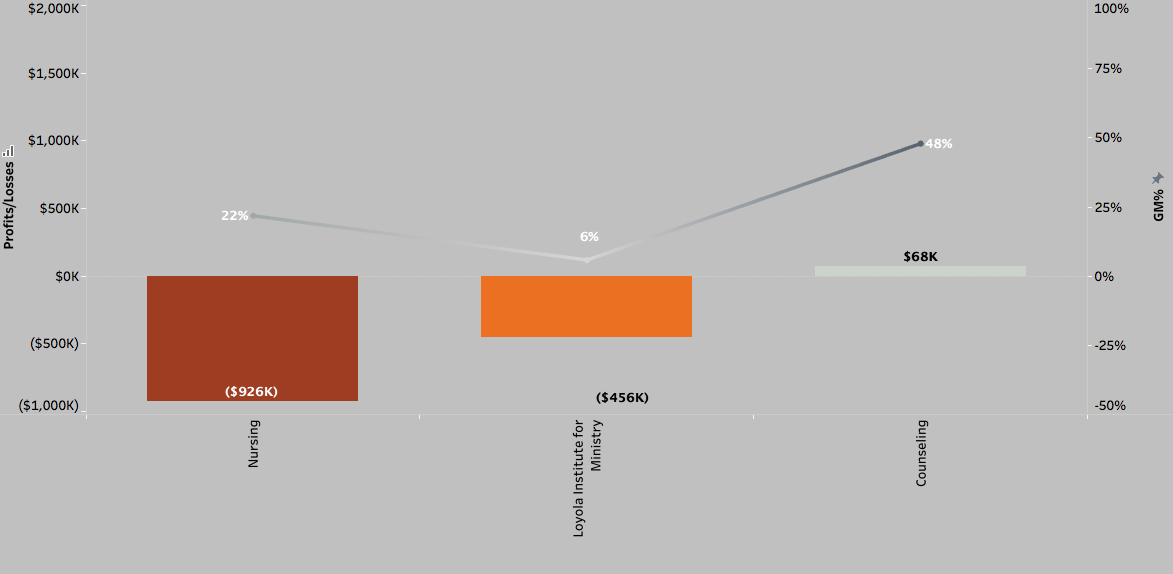 $2,000K
$1,500K
$1,000K
$500K
$0K
($500K)
($1,000K)
Profits/Losses
100%
75%
50%
25%
0%
-25%
-50%
GM%
22%
6%
48%
($926K)
($456K)
$68K
Nursing
Loyola Institute for
Ministry
Counseling